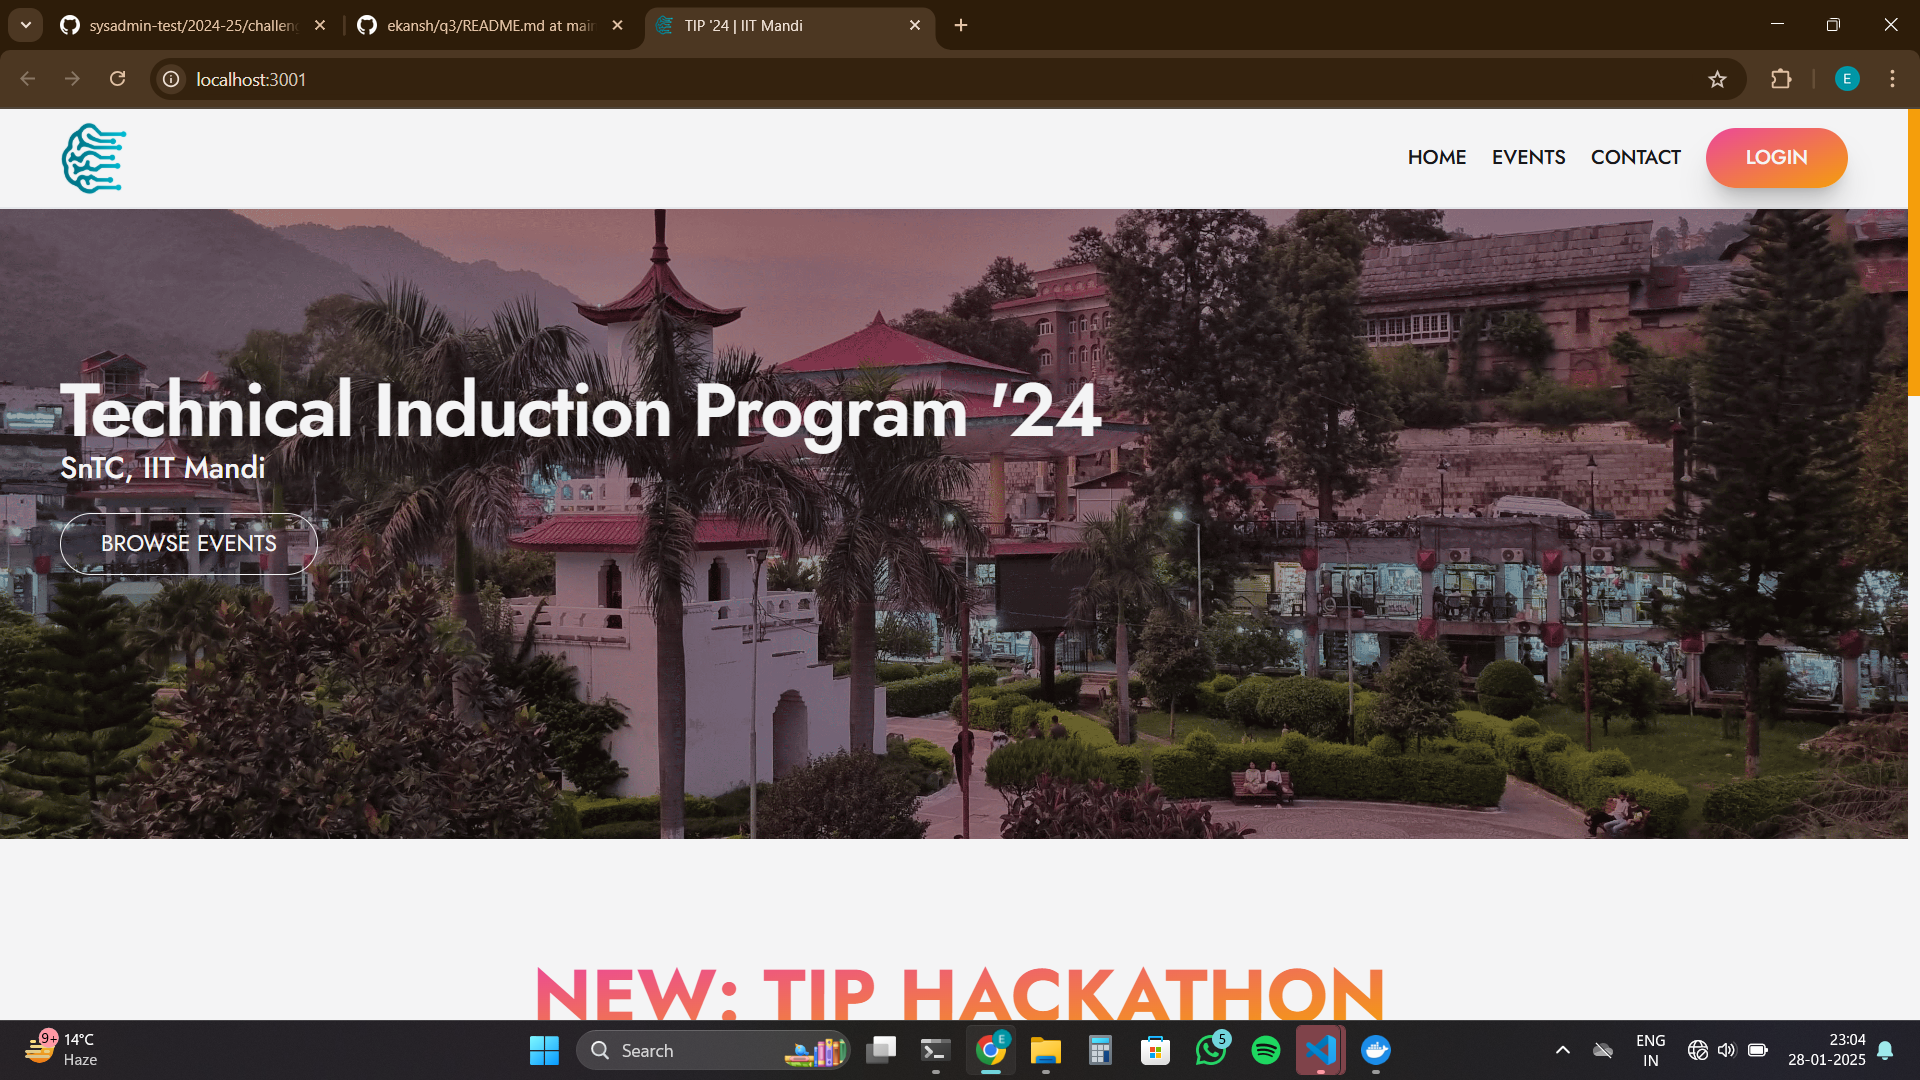 sysadmin-test/2024-25/challeng
ekansh/q3/README.md at main
TIP '24 | IIT Mandi
localhost:3001
E
HOME
EVENTS
CONTACT
LOGIN
Technical Induction Program '24
SnTC, IIT Mandi
BROWSE EVENTS
NEW: TIP HACKATHON
9+
14°C
Haze
Search
E
5
ENG
IN
23:04
28-01-2025